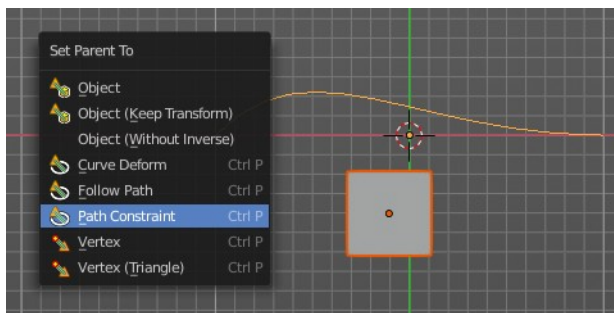 Set Parent To
Object
Object (Keep Transform)
Object (Without Inverse)
Curve Deform Ctrl P
Follow Path Ctrl P
Path Constraint Ctrl P
Vertex Ctrl P
Vertex (Triangle) Ctrl P